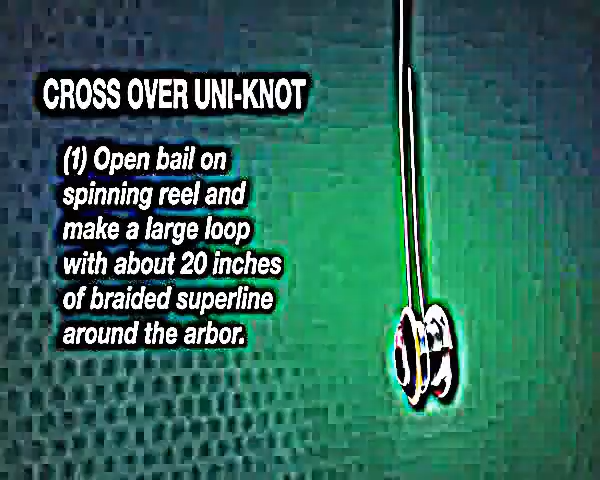 CROSS OVER UNI-KNOT
(1) Open bail on
spinning reel and
make a large loop
with about 20 inches
of braided superline
around the arbor.